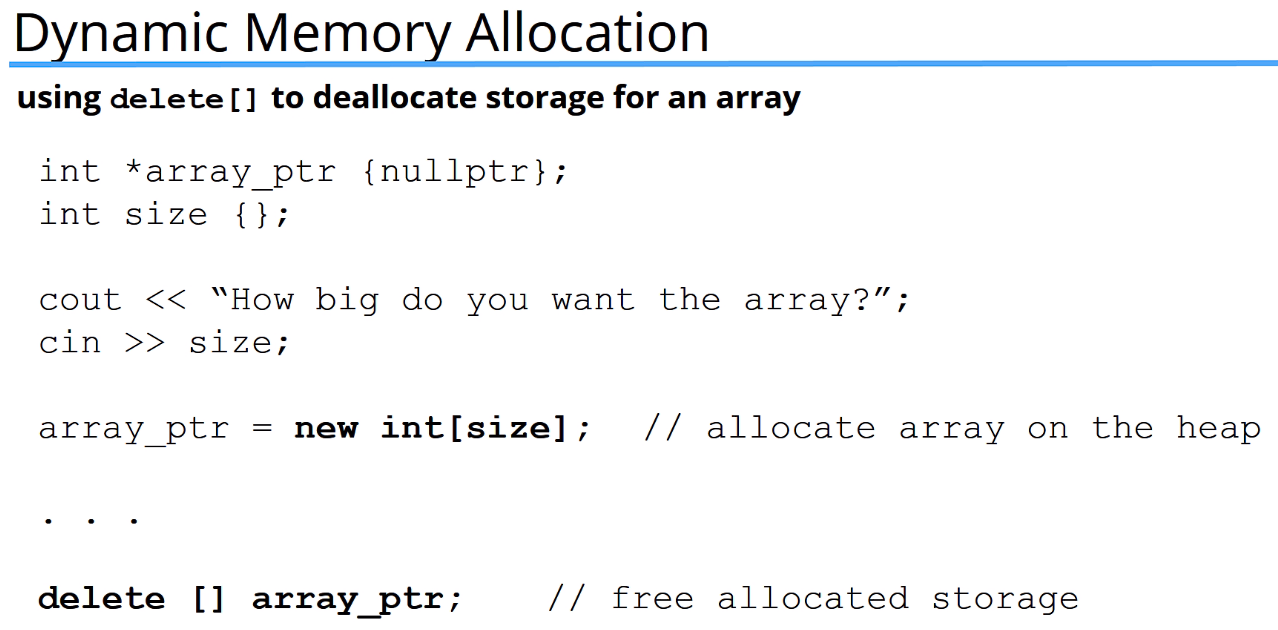 Dynamic Memory Allocation
using delete[] to deallocate storage for an array
int *array_ptr {nullptr};
int size {};
cout << “How big do you want the array?”;
cin >> size;
array_ptr = new int[size];  // allocate array on the heap
. . .
delete [] array_ptr;    // free allocated storage